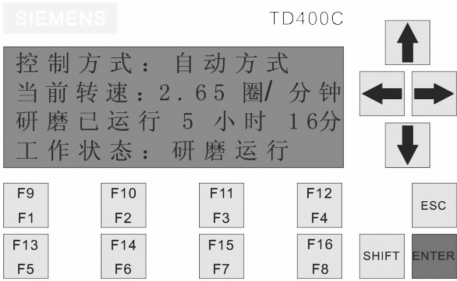 SIEMENS
TD400C
控制方式：自动方式
当前转速：2.65 圈/ 分钟
研磨已运行 5 小时 16分
工作状态：研磨运行
F9 F10 F11 F12
F1 F2 F3 F4
ESC
F13 F14 F15 F16
F5 F6 F7 F8
SHIFT ENTER